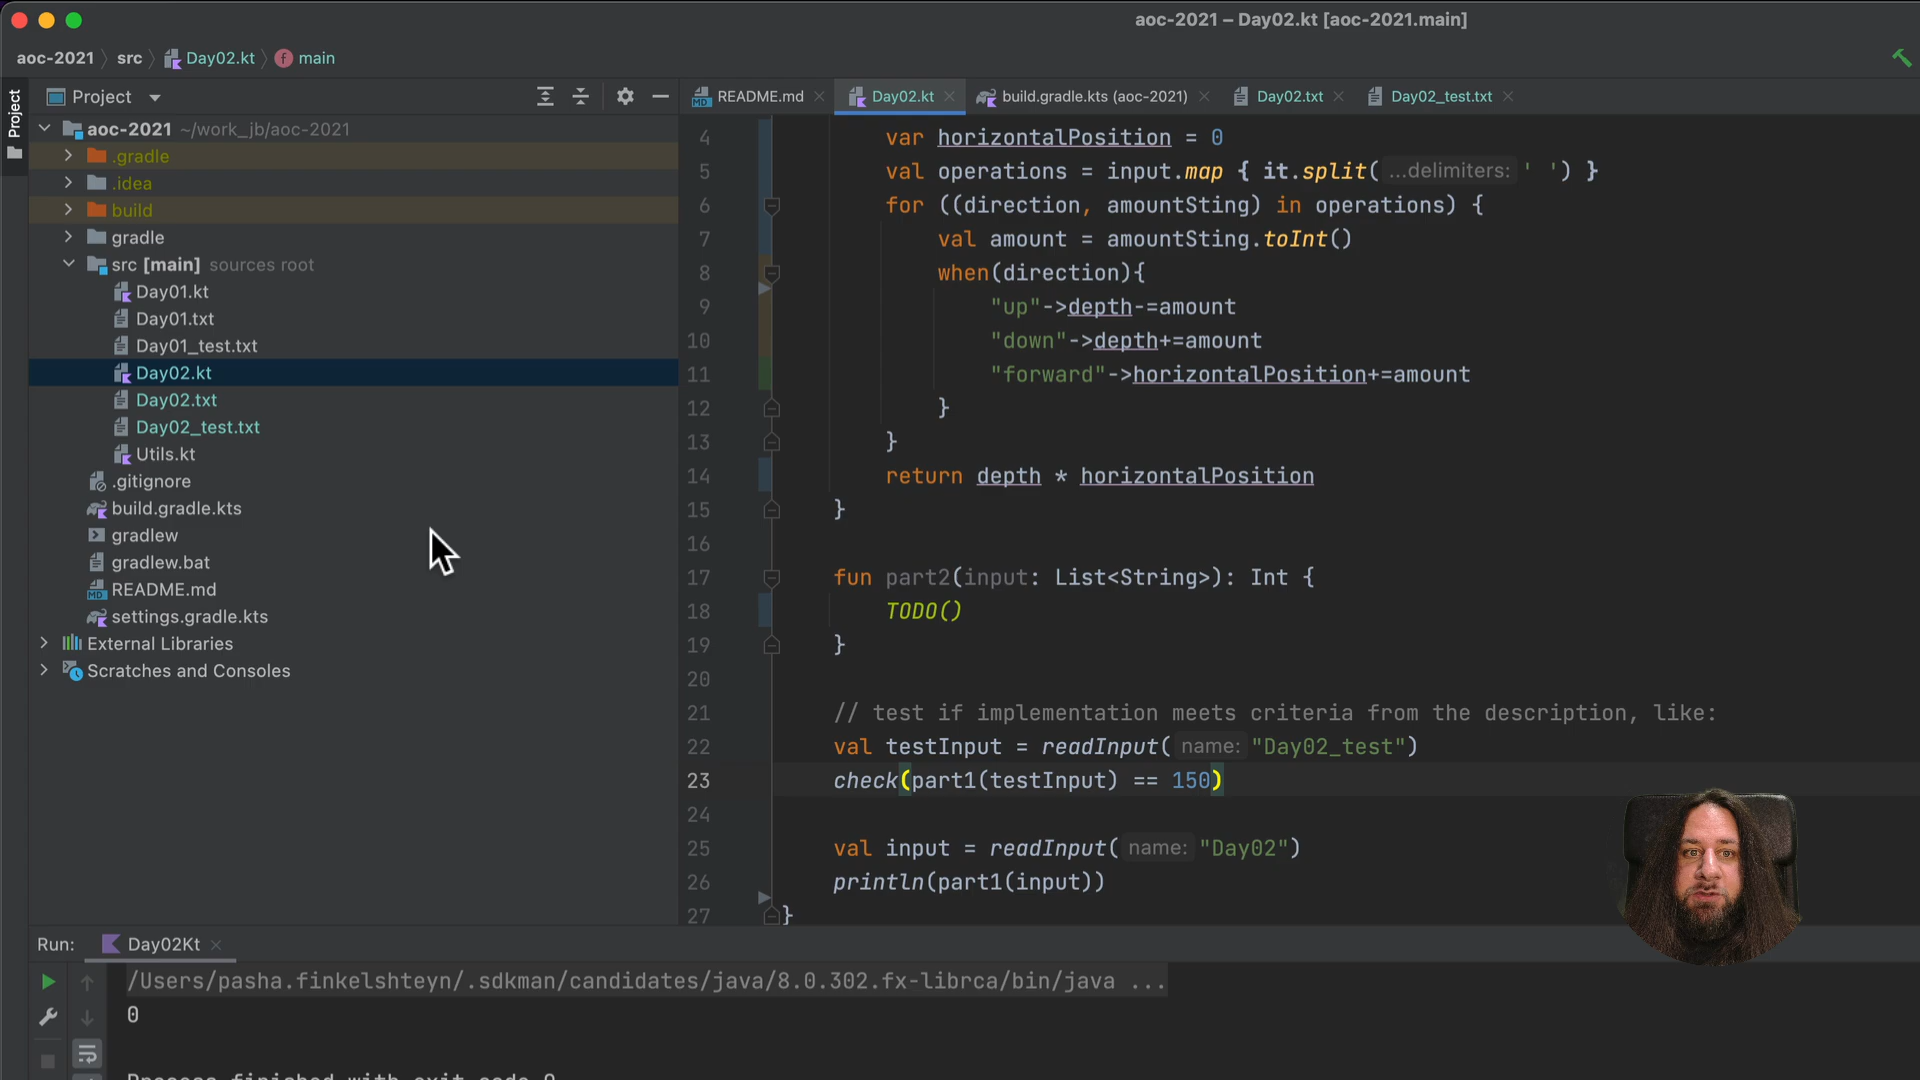 aoc-2021 – Day02.kt [aoc-2021.main]
aoc-2021 src Day02.kt f main
Project
Project
README.md Day02.kt build.gradle.kts (aoc-2021) Day02.txt Day02_test.txt
aoc-2021 ~/work_jb/aoc-2021
.gradle
.idea
build
gradle
src [main] sources root
Day01.kt
Day01.txt
Day01_test.txt
Day02.kt
Day02.txt
Day02_test.txt
Utils.kt
.gitignore
build.gradle.kts
gradlew
gradlew.bat
README.md
settings.gradle.kts
External Libraries
Scratches and Consoles
4 var horizontalPosition = 0
5 val operations = input.map { it.split( ...delimiters: ' ') }
6 for ((direction, amountSting) in operations) {
7 val amount = amountSting.toInt()
8 when(direction){
9 "up"->depth-=amount
10 "down"->depth+=amount
11 "forward"->horizontalPosition+=amount
12 }
13 }
14 return depth * horizontalPosition
15 }
16
17 fun part2(input: List<String>): Int {
18 TODO()
19 }
20
21 // test if implementation meets criteria from the description, like:
22 val testInput = readInput( name: "Day02_test")
23 check(part1(testInput) == 150)
24
25 val input = readInput( name: "Day02")
26 println(part1(input))
27 }
Run: Day02Kt
/Users/pasha.finkelshteyn/.sdkman/candidates/java/8.0.302.fx-librca/bin/java ...
0
Process finished with exit code 0